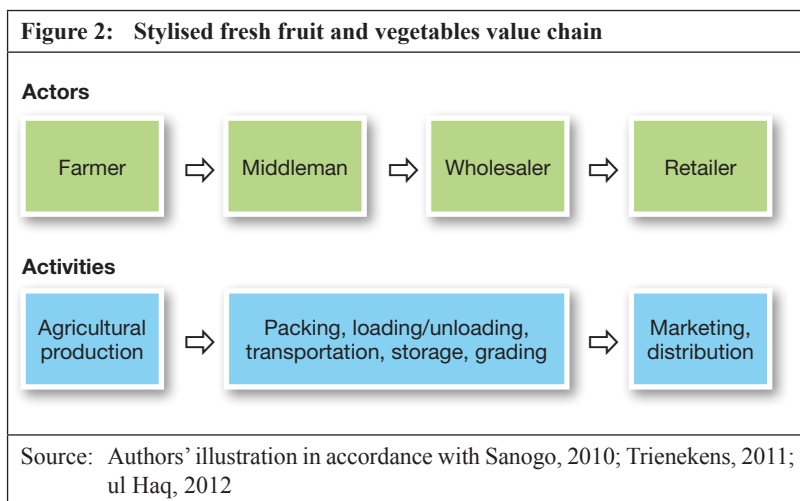 Figure 2: Stylised fresh fruit and vegetables value chain
Actors
Farmer
Middleman
Wholesaler
Retailer
Activities
Agricultural
production
Packing, loading/unloading,
transportation, storage, grading
Marketing,
distribution
Source: Authors’ illustration in accordance with Sanogo, 2010; Trienekens, 2011;
ul Haq, 2012